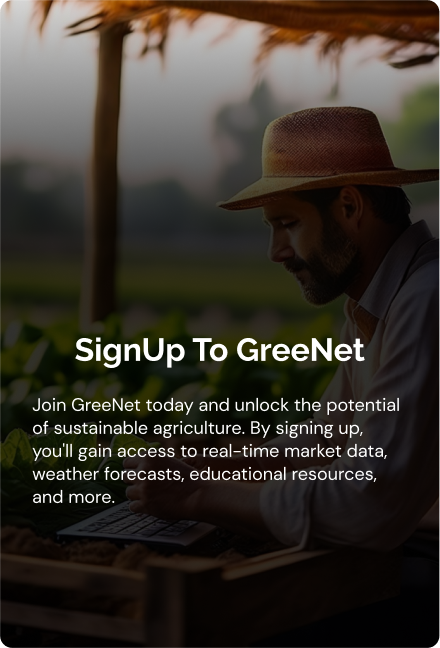 SignUp To GreeNet
Join GreeNet today and unlock the potential
of sustainable agriculture. By signing up,
you'll gain access to real-time market data,
weather forecasts, educational resources,
and more.